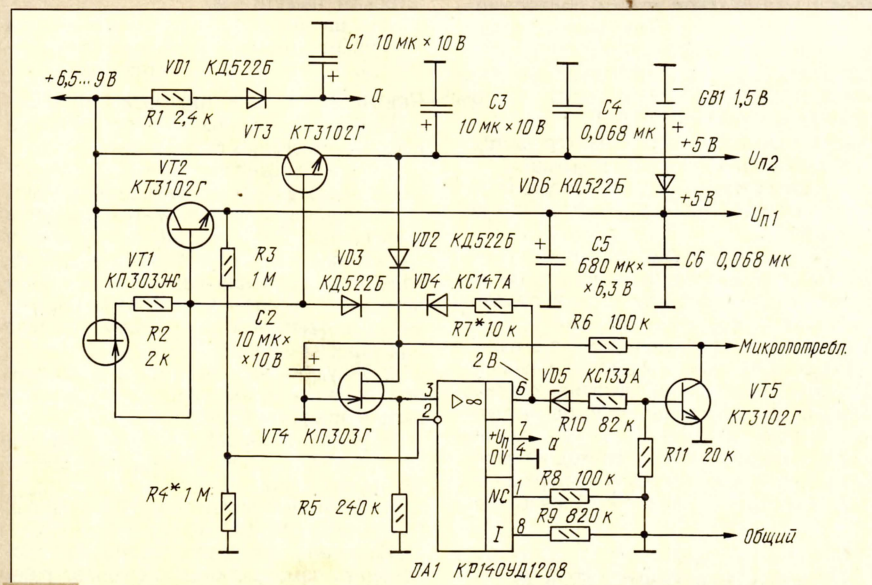 C1 10 мк × 10 В
VD1 КД522Б
+6,5...9 В
+
а
R1 2,4 к
C3
10 мк × 10 В
+
C4
0,068 мк
−
GB1 1,5 В
+
VT3 КТ3102Г
+5 В
Uп2
VT2
КТ3102Г
VD6 КД522Б
+5 В
Uп1
R3
1 М
VD2 КД522Б
+
C5
680 мк×
×6,3 В
C6 0,068 мк
VT1
КП303Ж
VD3
КД522Б
VD4
КС147А
R2
2 к
C2
10 мк×
×10 В
+
R7* 10 к
R6 100 к
Микропотребл.
2 В
3
2
▷ ∞
6
VD5
КС133А
VT5
КТ3102Г
VT4 КП303Г
R10 82 к
+Uп
7
а
0V
4
R11 20 к
R4* 1 М
R5 240 к
NC
1
R8 100 к
I
8
R9 820 к
Общий
DA1 КР140УД1208